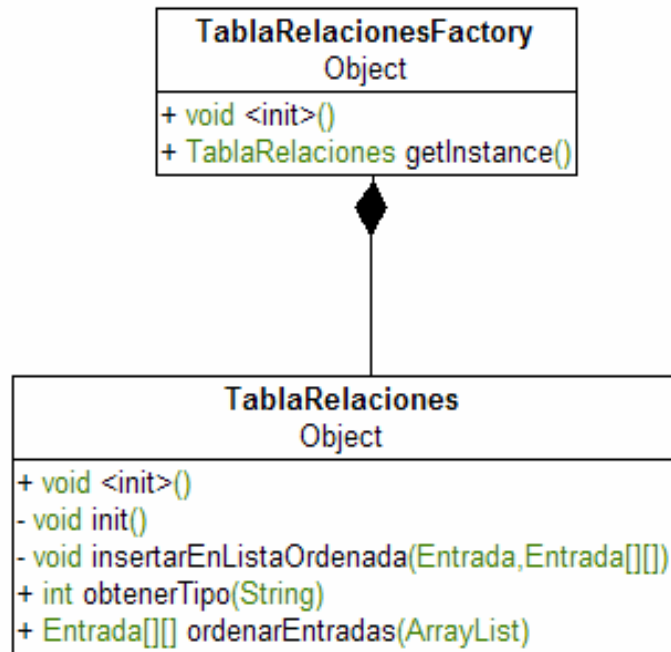 TablaRelacionesFactory
Object
+ void <init>()
+ TablaRelaciones getInstance()
TablaRelaciones
Object
+ void <init>()
- void init()
- void insertarEnListaOrdenada(Entrada,Entrada[][])
+ int obtenerTipo(String)
+ Entrada[][] ordenarEntradas(ArrayList)